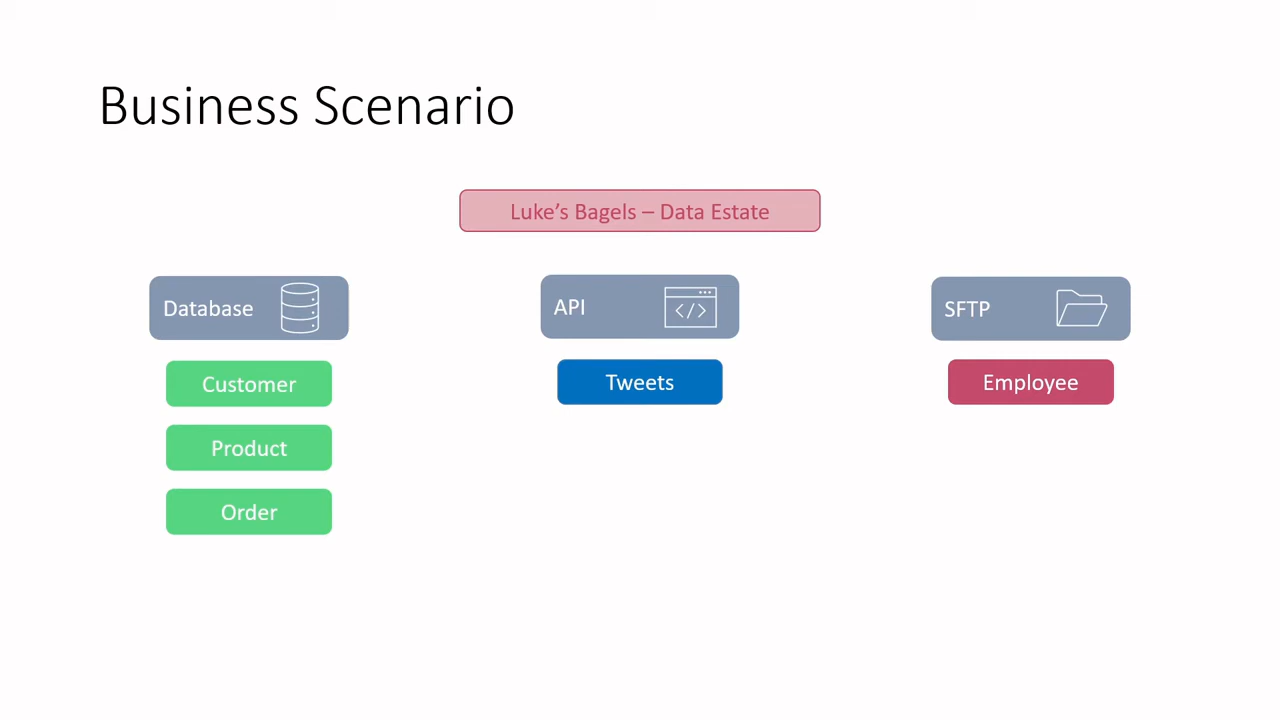 Business Scenario
Luke’s Bagels – Data Estate
Database
Customer
Product
Order
API
</>
Tweets
SFTP
Employee